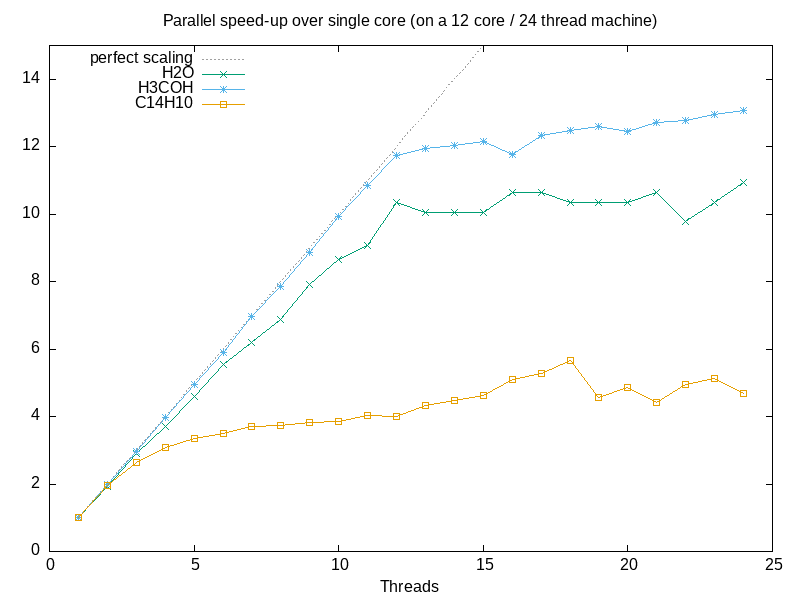 Parallel speed-up over single core (on a 12 core / 24 thread machine)
perfect scaling
H2O
H3COH
C14H10
14
12
10
8
6
4
2
0
0 5 10 15 20 25
Threads